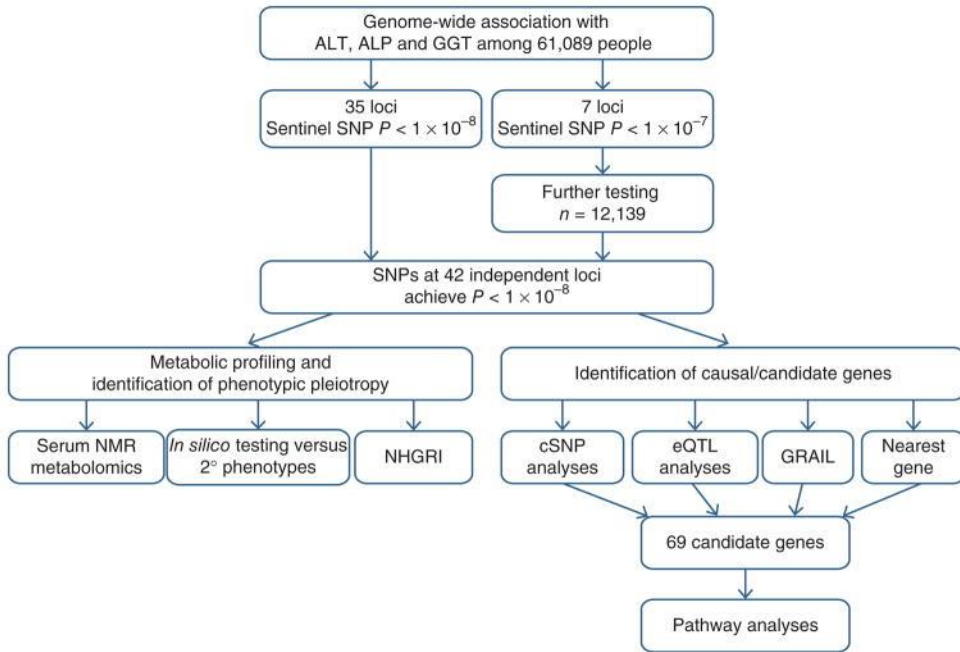 Genome-wide association with
ALT, ALP and GGT among 61,089 people
35 loci
Sentinel SNP P < 1 × 10⁻⁸
7 loci
Sentinel SNP P < 1 × 10⁻⁷
Further testing
n = 12,139
SNPs at 42 independent loci
achieve P < 1 × 10⁻⁸
Metabolic profiling and
identification of phenotypic pleiotropy
Identification of causal/candidate genes
Serum NMR
metabolomics
In silico testing versus
2° phenotypes
NHGRI
cSNP
analyses
eQTL
analyses
GRAIL
Nearest
gene
69 candidate genes
Pathway analyses